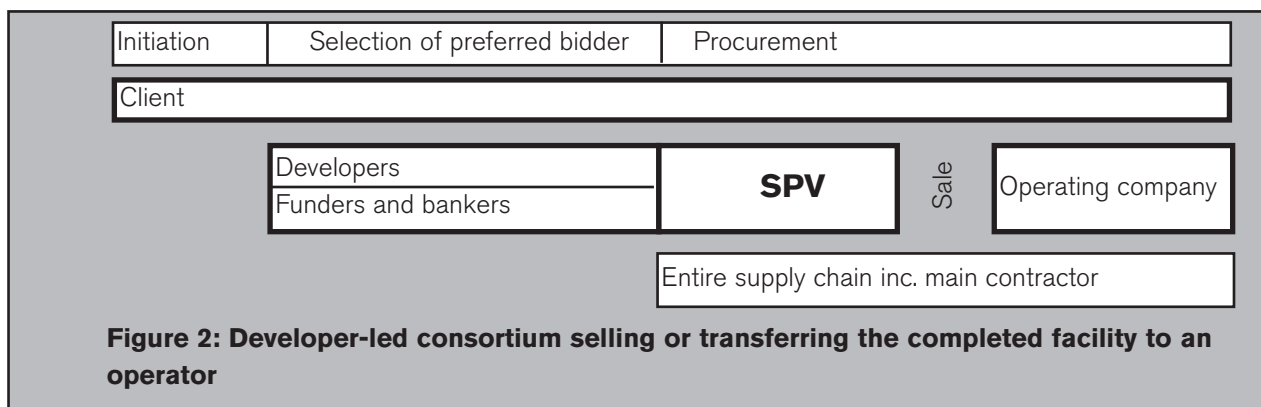 Initiation
Selection of preferred bidder
Procurement
Client
Developers
Funders and bankers
SPV
Sale
Operating company
Entire supply chain inc. main contractor
Figure 2: Developer-led consortium selling or transferring the completed facility to an
operator